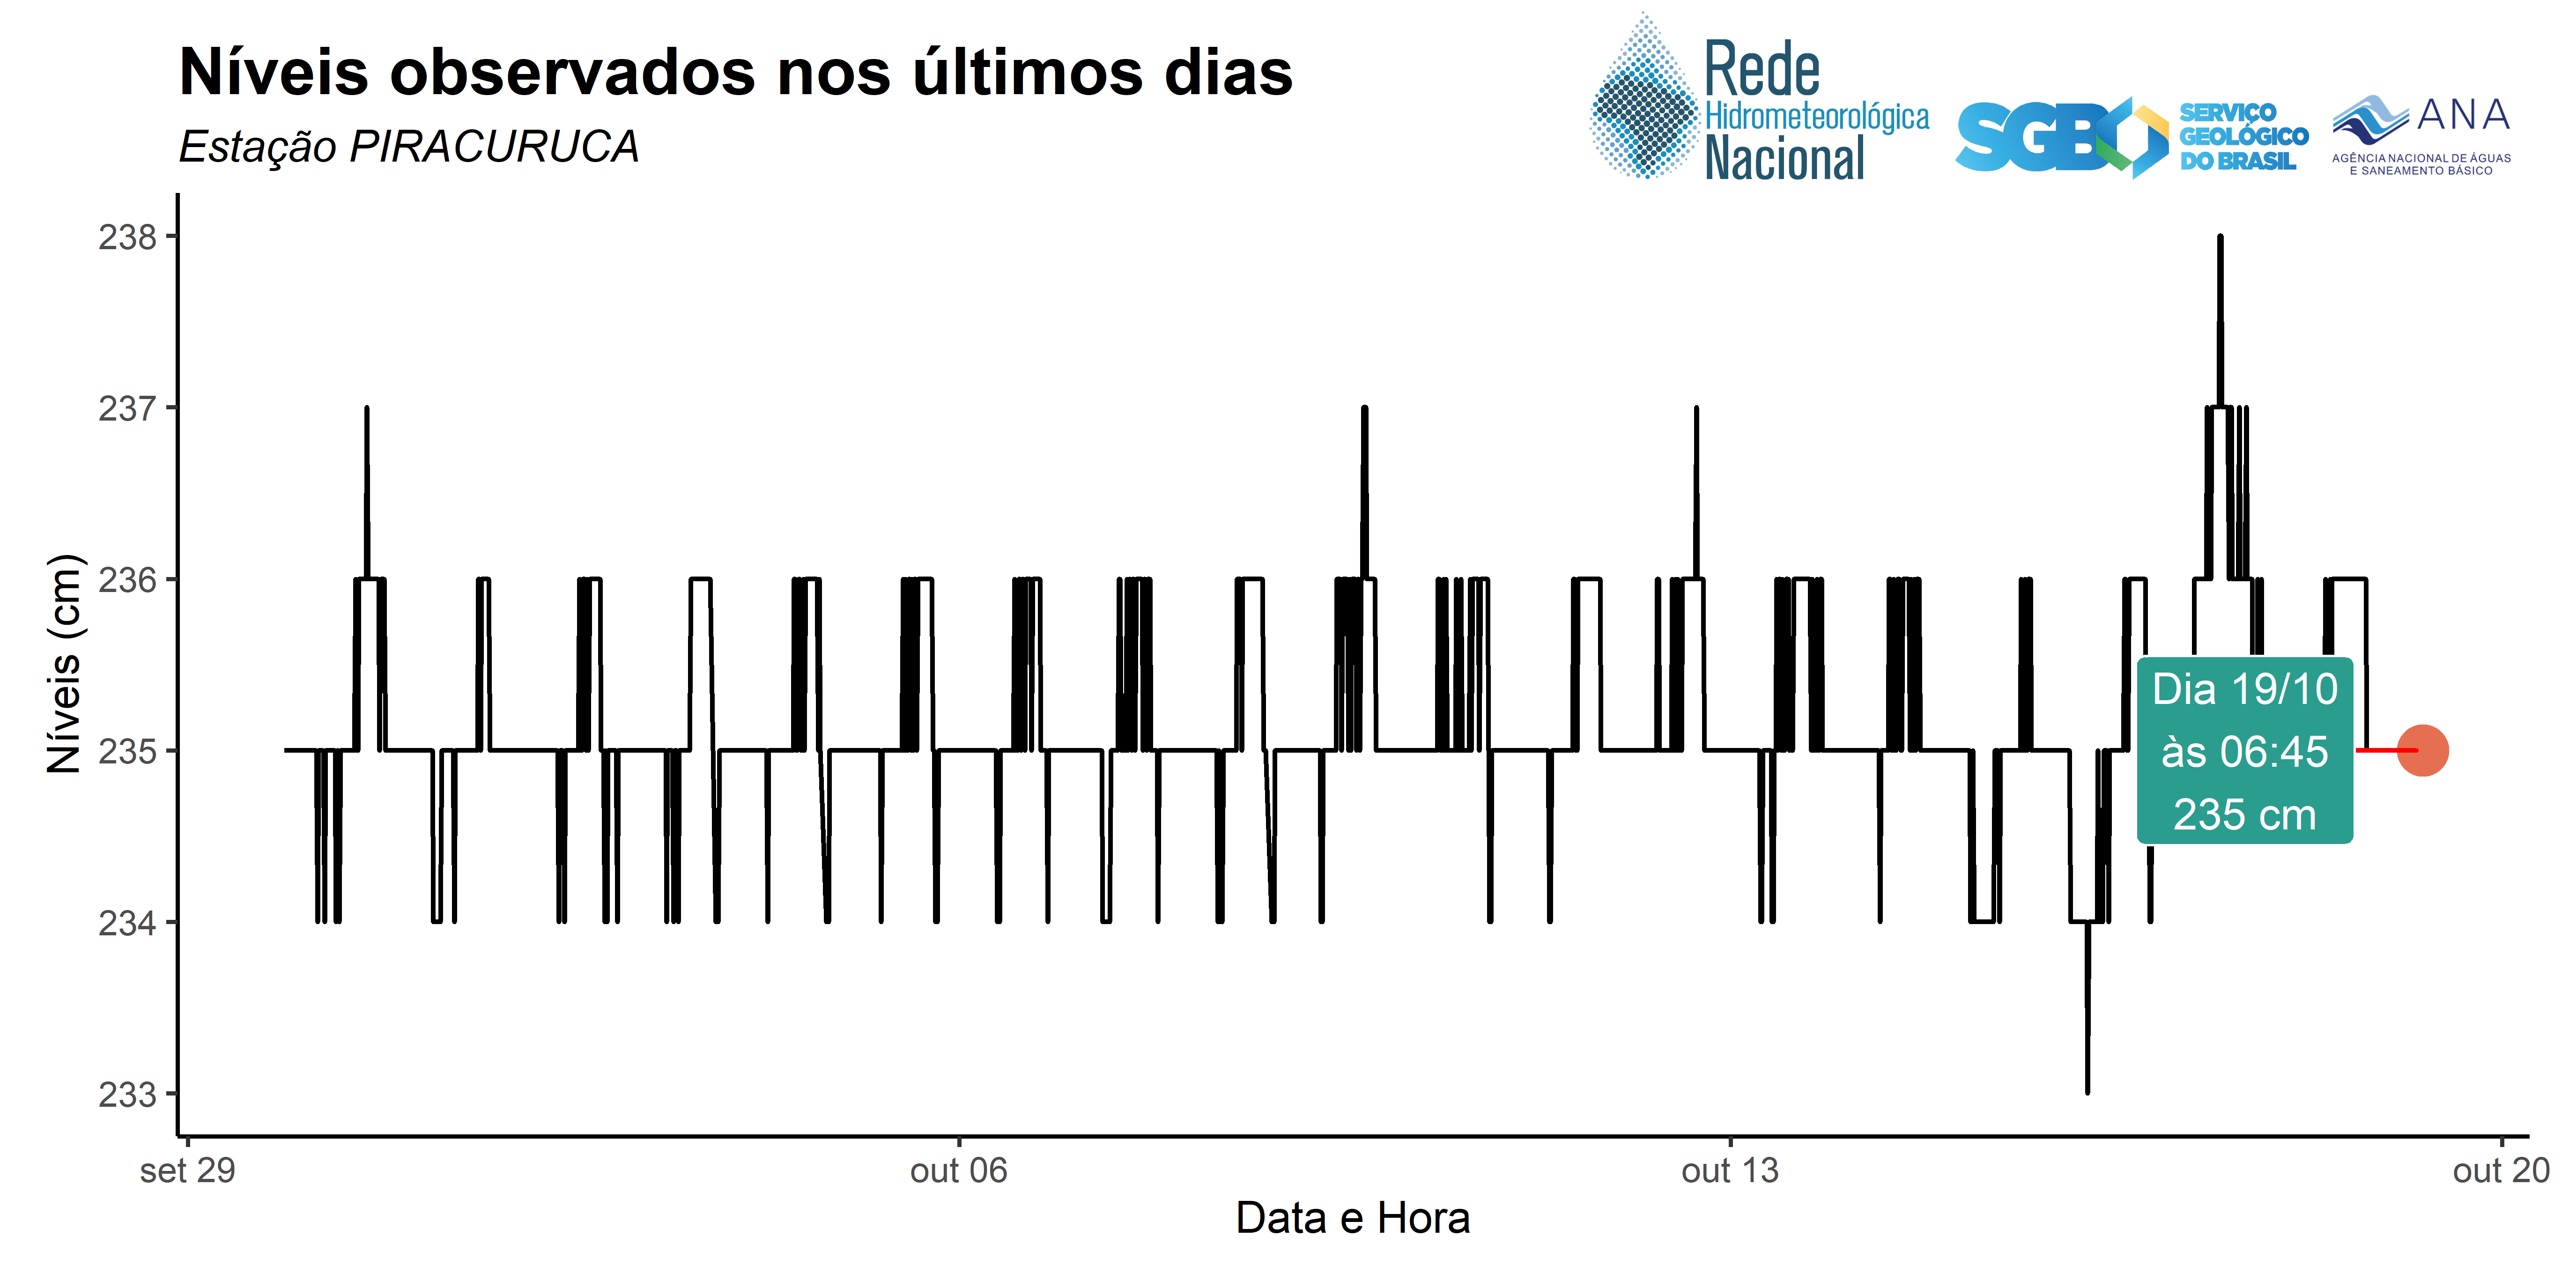 Níveis observados nos últimos dias
Estação PIRACURUCA
Rede
Hidrometeorológica
Nacional
SGB
SERVIÇO
GEOLÓGICO
DO BRASIL
ANA
AGÊNCIA NACIONAL DE ÁGUAS
E SANEAMENTO BÁSICO
Níveis (cm)
238
237
236
235
234
233
Dia 19/10
às 06:45
235 cm
set 29
out 06
out 13
out 20
Data e Hora